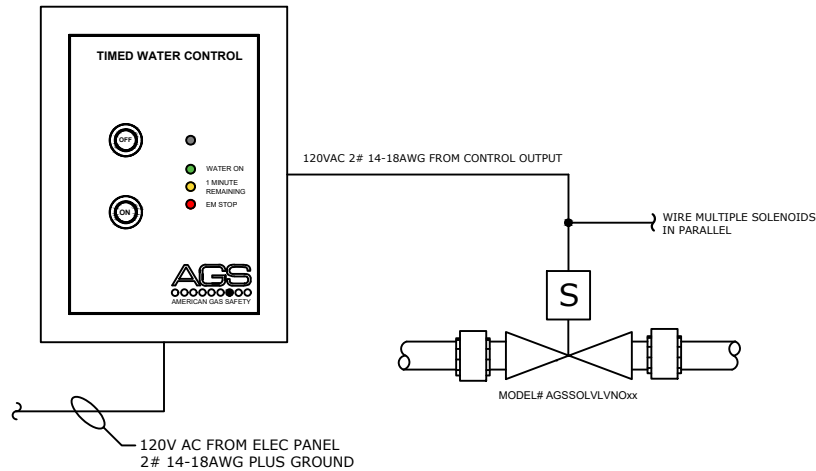 TIMED WATER CONTROL
OFF
WATER ON
1 MINUTE
REMAINING
ON
EM STOP
AGS
AMERICAN GAS SAFETY
120VAC 2# 14-18AWG FROM CONTROL OUTPUT
WIRE MULTIPLE SOLENOIDS
IN PARALLEL
S
MODEL# AGSSOLVLVNOxx
120V AC FROM ELEC PANEL
2# 14-18AWG PLUS GROUND